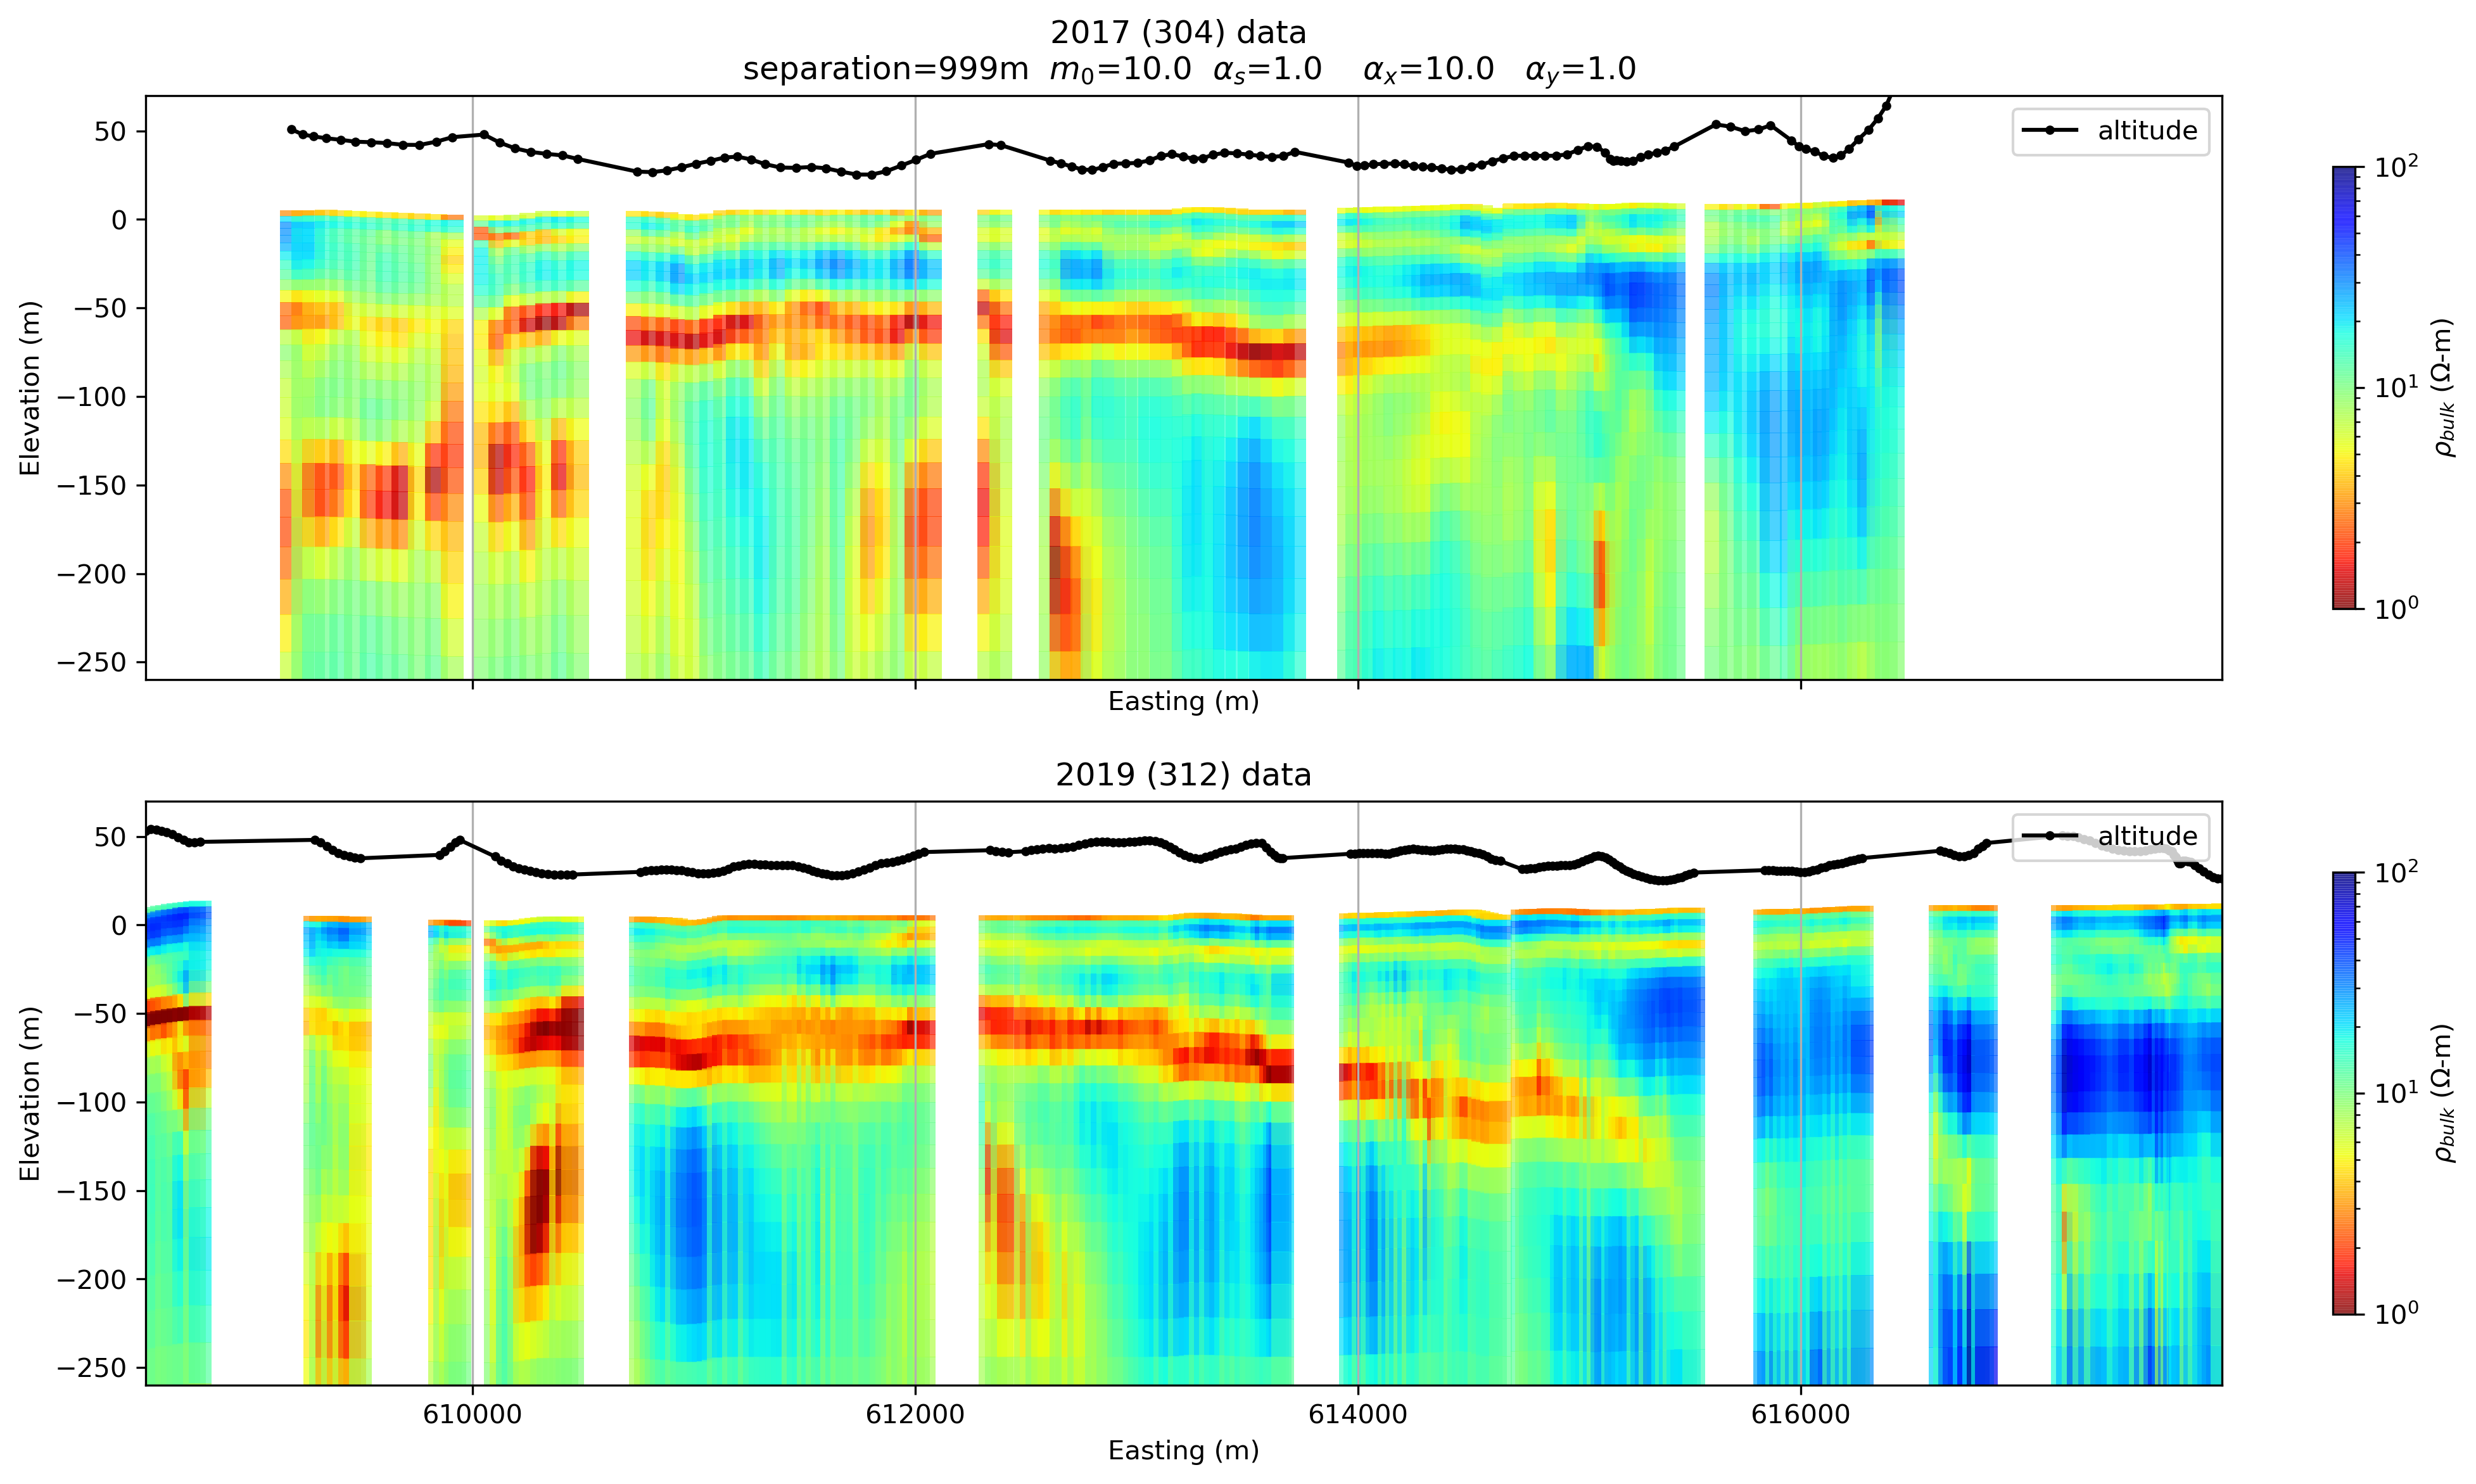 2017 (304) data
separation=999m m₀=10.0 αₛ=1.0 αₓ=10.0 α_y=1.0
altitude
50
0
−50
−100
−150
−200
−250
Elevation (m)
Easting (m)
10²
10¹
10⁰
ρ_bulk (Ω-m)
2019 (312) data
altitude
50
0
−50
−100
−150
−200
−250
Elevation (m)
610000 612000 614000 616000
Easting (m)
10²
10¹
10⁰
ρ_bulk (Ω-m)